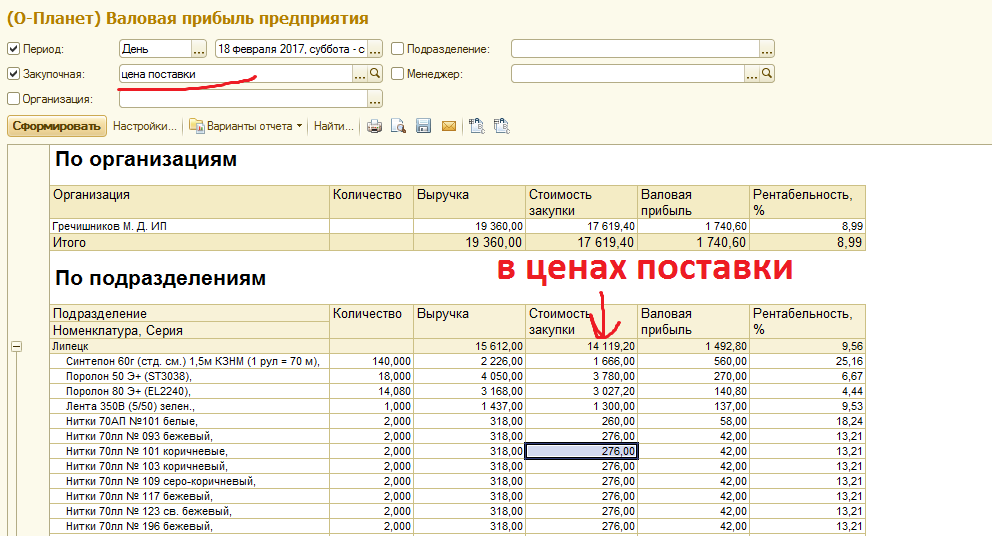 (О-Планет) Валовая прибыль предприятия
Период: День ... 18 февраля 2017, суббота - с ... Подразделение: ...
Закупочная: цена поставки ... Менеджер: ...
Организация: ...
Сформировать Настройки... Варианты отчета Найти...
По организациям
Организация Количество Выручка Стоимость закупки Валовая прибыль Рентабельность, %
Гречишников М. Д. ИП 19 360,00 17 619,40 1 740,60 8,99
Итого 19 360,00 17 619,40 1 740,60 8,99
в ценах поставки
По подразделениям
Подразделение Количество Выручка Стоимость закупки Валовая прибыль Рентабельность, %
Номенклатура, Серия
Липецк 15 612,00 14 119,20 1 492,80 9,56
Синтелон 60г (стд. см.) 1,5м КЗНМ (1 рул = 70 м), 140,000 2 226,00 1 666,00 560,00 25,16
Поролон 50 Э+ (ST3038), 18,000 4 050,00 3 780,00 270,00 6,67
Поролон 80 Э+ (EL2240), 14,080 3 168,00 3 027,20 140,80 4,44
Лента 350В (5/50) зелен., 1,000 1 437,00 1 300,00 137,00 9,53
Нитки 70АП №101 белые, 2,000 318,00 260,00 58,00 18,24
Нитки 70лл № 093 бежевый, 2,000 318,00 276,00 42,00 13,21
Нитки 70лл № 101 коричневые, 2,000 318,00 276,00 42,00 13,21
Нитки 70лл № 103 коричневый, 2,000 318,00 276,00 42,00 13,21
Нитки 70лл № 109 серо-коричневый, 2,000 318,00 276,00 42,00 13,21
Нитки 70лл № 117 бежевый, 2,000 318,00 276,00 42,00 13,21
Нитки 70лл № 123 св. бежевый, 2,000 318,00 276,00 42,00 13,21
Нитки 70лл № 196 бежевый, 2,000 318,00 276,00 42,00 13,21